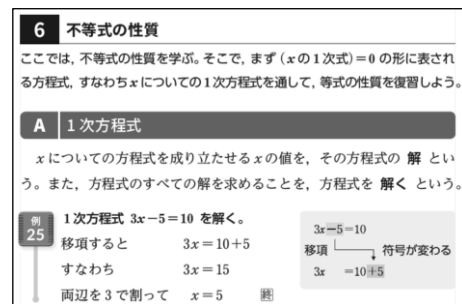 6 不等式の性質
ここでは，不等式の性質を学ぶ。そこで，まず (xの1次式)=0 の形に表され
る方程式，すなわちxについての1次方程式を通して，等式の性質を復習しよう。
A 1次方程式
xについての方程式を成り立たせるxの値を，その方程式の 解 とい
う。また，方程式のすべての解を求めることを，方程式を 解く という。
例 25
1次方程式 3x−5=10 を解く。
移項すると 3x=10+5
すなわち 3x=15
両辺を3で割って x=5 終
3x−5=10
移項 符号が変わる
3x =10+5